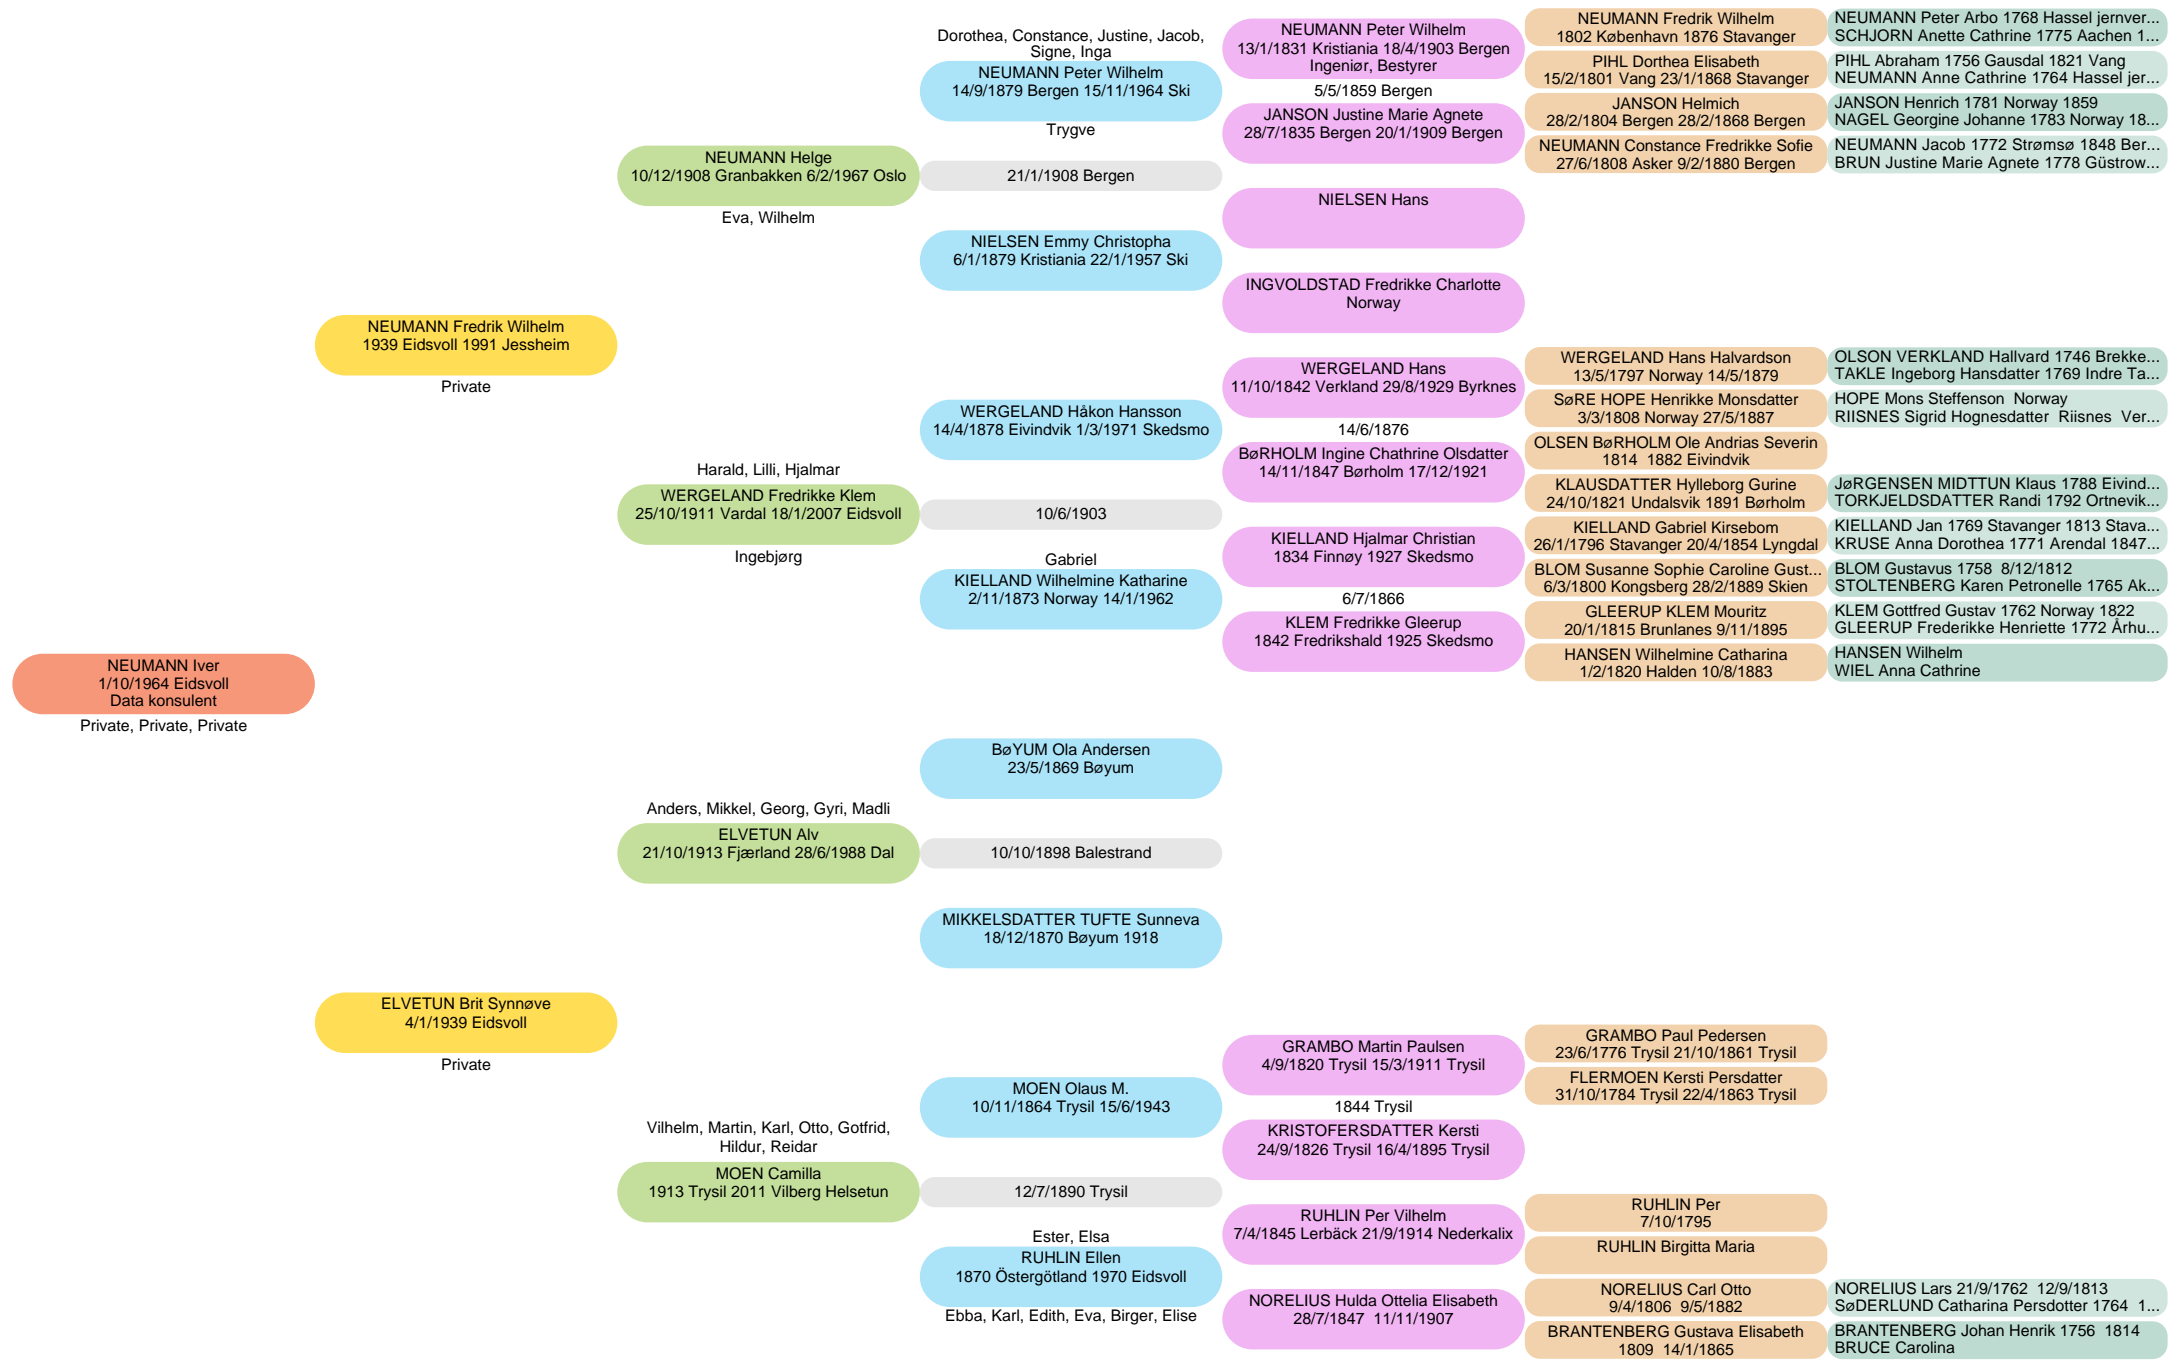 NEUMANN Iver
1/10/1964 Eidsvoll
Data konsulent
Private, Private, Private
NEUMANN Fredrik Wilhelm
1939 Eidsvoll 1991 Jessheim
Private
ELVETUN Brit Synnøve
4/1/1939 Eidsvoll
Private
NEUMANN Helge
10/12/1908 Granbakken 6/2/1967 Oslo
Eva, Wilhelm
Harald, Lilli, Hjalmar
WERGELAND Fredrikke Klem
25/10/1911 Vardal 18/1/2007 Eidsvoll
Ingebjørg
Anders, Mikkel, Georg, Gyri, Madli
ELVETUN Alv
21/10/1913 Fjærland 28/6/1988 Dal
Vilhelm, Martin, Karl, Otto, Gotfrid,
Hildur, Reidar
MOEN Camilla
1913 Trysil 2011 Vilberg Helsetun
Dorothea, Constance, Justine, Jacob,
Signe, Inga
NEUMANN Peter Wilhelm
14/9/1879 Bergen 15/11/1964 Ski
Trygve
21/1/1908 Bergen
NIELSEN Emmy Christopha
6/1/1879 Kristiania 22/1/1957 Ski
WERGELAND Håkon Hansson
14/4/1878 Eivindvik 1/3/1971 Skedsmo
10/6/1903
Gabriel
KIELLAND Wilhelmine Katharine
2/11/1873 Norway 14/1/1962
BøYUM Ola Andersen
23/5/1869 Bøyum
10/10/1898 Balestrand
MIKKELSDATTER TUFTE Sunneva
18/12/1870 Bøyum 1918
MOEN Olaus M.
10/11/1864 Trysil 15/6/1943
12/7/1890 Trysil
Ester, Elsa
RUHLIN Ellen
1870 Östergötland 1970 Eidsvoll
Ebba, Karl, Edith, Eva, Birger, Elise
NEUMANN Peter Wilhelm
13/1/1831 Kristiania 18/4/1903 Bergen
Ingeniør, Bestyrer
5/5/1859 Bergen
JANSON Justine Marie Agnete
28/7/1835 Bergen 20/1/1909 Bergen
NIELSEN Hans
INGVOLDSTAD Fredrikke Charlotte
Norway
WERGELAND Hans
11/10/1842 Verkland 29/8/1929 Byrknes
14/6/1876
BøRHOLM Ingine Chathrine Olsdatter
14/11/1847 Børholm 17/12/1921
KIELLAND Hjalmar Christian
1834 Finnøy 1927 Skedsmo
6/7/1866
KLEM Fredrikke Gleerup
1842 Fredrikshald 1925 Skedsmo
GRAMBO Martin Paulsen
4/9/1820 Trysil 15/3/1911 Trysil
1844 Trysil
KRISTOFERSDATTER Kersti
24/9/1826 Trysil 16/4/1895 Trysil
RUHLIN Per Vilhelm
7/4/1845 Lerbäck 21/9/1914 Nederkalix
NORELIUS Hulda Ottelia Elisabeth
28/7/1847  11/11/1907
NEUMANN Fredrik Wilhelm
1802 København 1876 Stavanger
PIHL Dorthea Elisabeth
15/2/1801 Vang 23/1/1868 Stavanger
JANSON Helmich
28/2/1804 Bergen 28/2/1868 Bergen
NEUMANN Constance Fredrikke Sofie
27/6/1808 Asker 9/2/1880 Bergen
WERGELAND Hans Halvardson
13/5/1797 Norway 14/5/1879
SøRE HOPE Henrikke Monsdatter
3/3/1808 Norway 27/5/1887
OLSEN BøRHOLM Ole Andrias Severin
1814  1882 Eivindvik
KLAUSDATTER Hylleborg Gurine
24/10/1821 Undalsvik 1891 Børholm
KIELLAND Gabriel Kirsebom
26/1/1796 Stavanger 20/4/1854 Lyngdal
BLOM Susanne Sophie Caroline Gust...
6/3/1800 Kongsberg 28/2/1889 Skien
GLEERUP KLEM Mouritz
20/1/1815 Brunlanes 9/11/1895
HANSEN Wilhelmine Catharina
1/2/1820 Halden 10/8/1883
GRAMBO Paul Pedersen
23/6/1776 Trysil 21/10/1861 Trysil
FLERMOEN Kersti Persdatter
31/10/1784 Trysil 22/4/1863 Trysil
RUHLIN Per
7/10/1795
RUHLIN Birgitta Maria
NORELIUS Carl Otto
9/4/1806  9/5/1882
BRANTENBERG Gustava Elisabeth
1809  14/1/1865
NEUMANN Peter Arbo 1768 Hassel jernver...
SCHJORN Anette Cathrine 1775 Aachen 1...
PIHL Abraham 1756 Gausdal 1821 Vang
NEUMANN Anne Cathrine 1764 Hassel jer...
JANSON Henrich 1781 Norway 1859
NAGEL Georgine Johanne 1783 Norway 18...
NEUMANN Jacob 1772 Strømsø 1848 Ber...
BRUN Justine Marie Agnete 1778 Güstrow...
OLSON VERKLAND Hallvard 1746 Brekke...
TAKLE Ingeborg Hansdatter 1769 Indre Ta...
HOPE Mons Steffenson  Norway
RIISNES Sigrid Hognesdatter  Riisnes  Ver...
JøRGENSEN MIDTTUN Klaus 1788 Eivind...
TORKJELDSDATTER Randi 1792 Ortnevik...
KIELLAND Jan 1769 Stavanger 1813 Stava...
KRUSE Anna Dorothea 1771 Arendal 1847...
BLOM Gustavus 1758  8/12/1812
STOLTENBERG Karen Petronelle 1765 Ak...
KLEM Gottfred Gustav 1762 Norway 1822
GLEERUP Frederikke Henriette 1772 Århu...
HANSEN Wilhelm
WIEL Anna Cathrine
NORELIUS Lars 21/9/1762  12/9/1813
SøDERLUND Catharina Persdotter 1764  1...
BRANTENBERG Johan Henrik 1756  1814
BRUCE Carolina